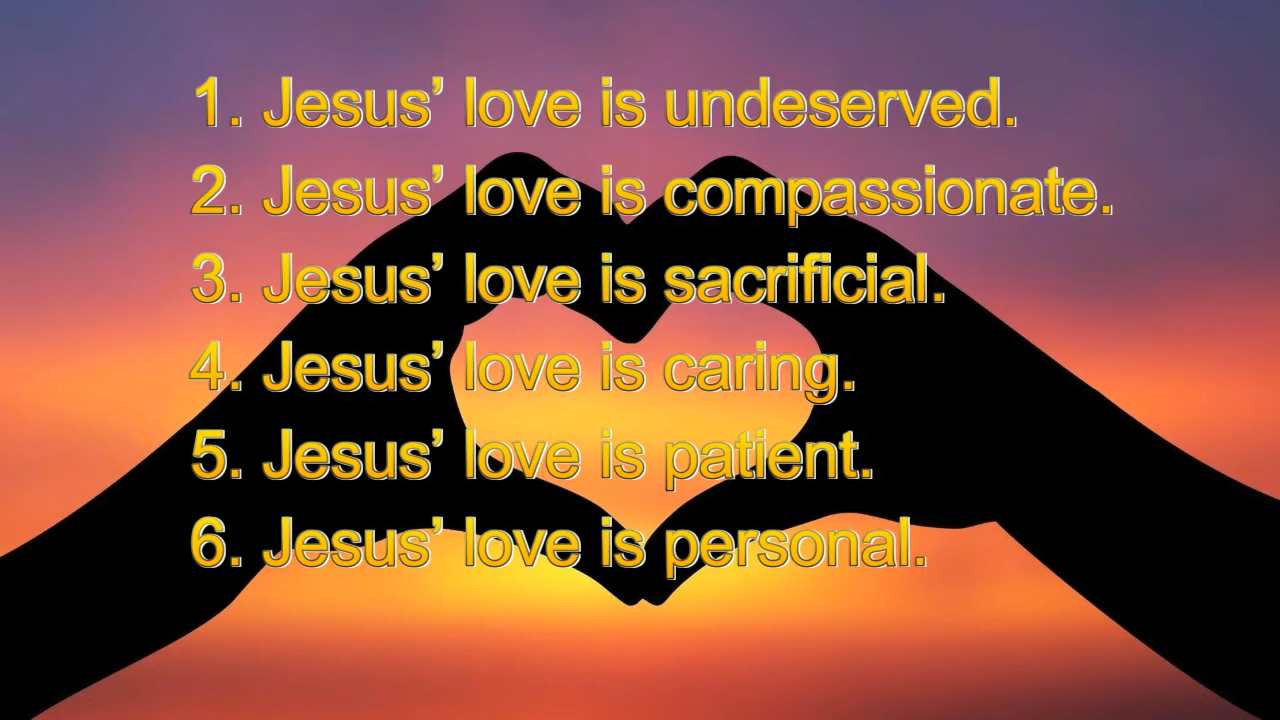 1. Jesus’ love is undeserved.
2. Jesus’ love is compassionate.
3. Jesus’ love is sacrificial.
4. Jesus’ love is caring.
5. Jesus’ love is patient.
6. Jesus’ love is personal.